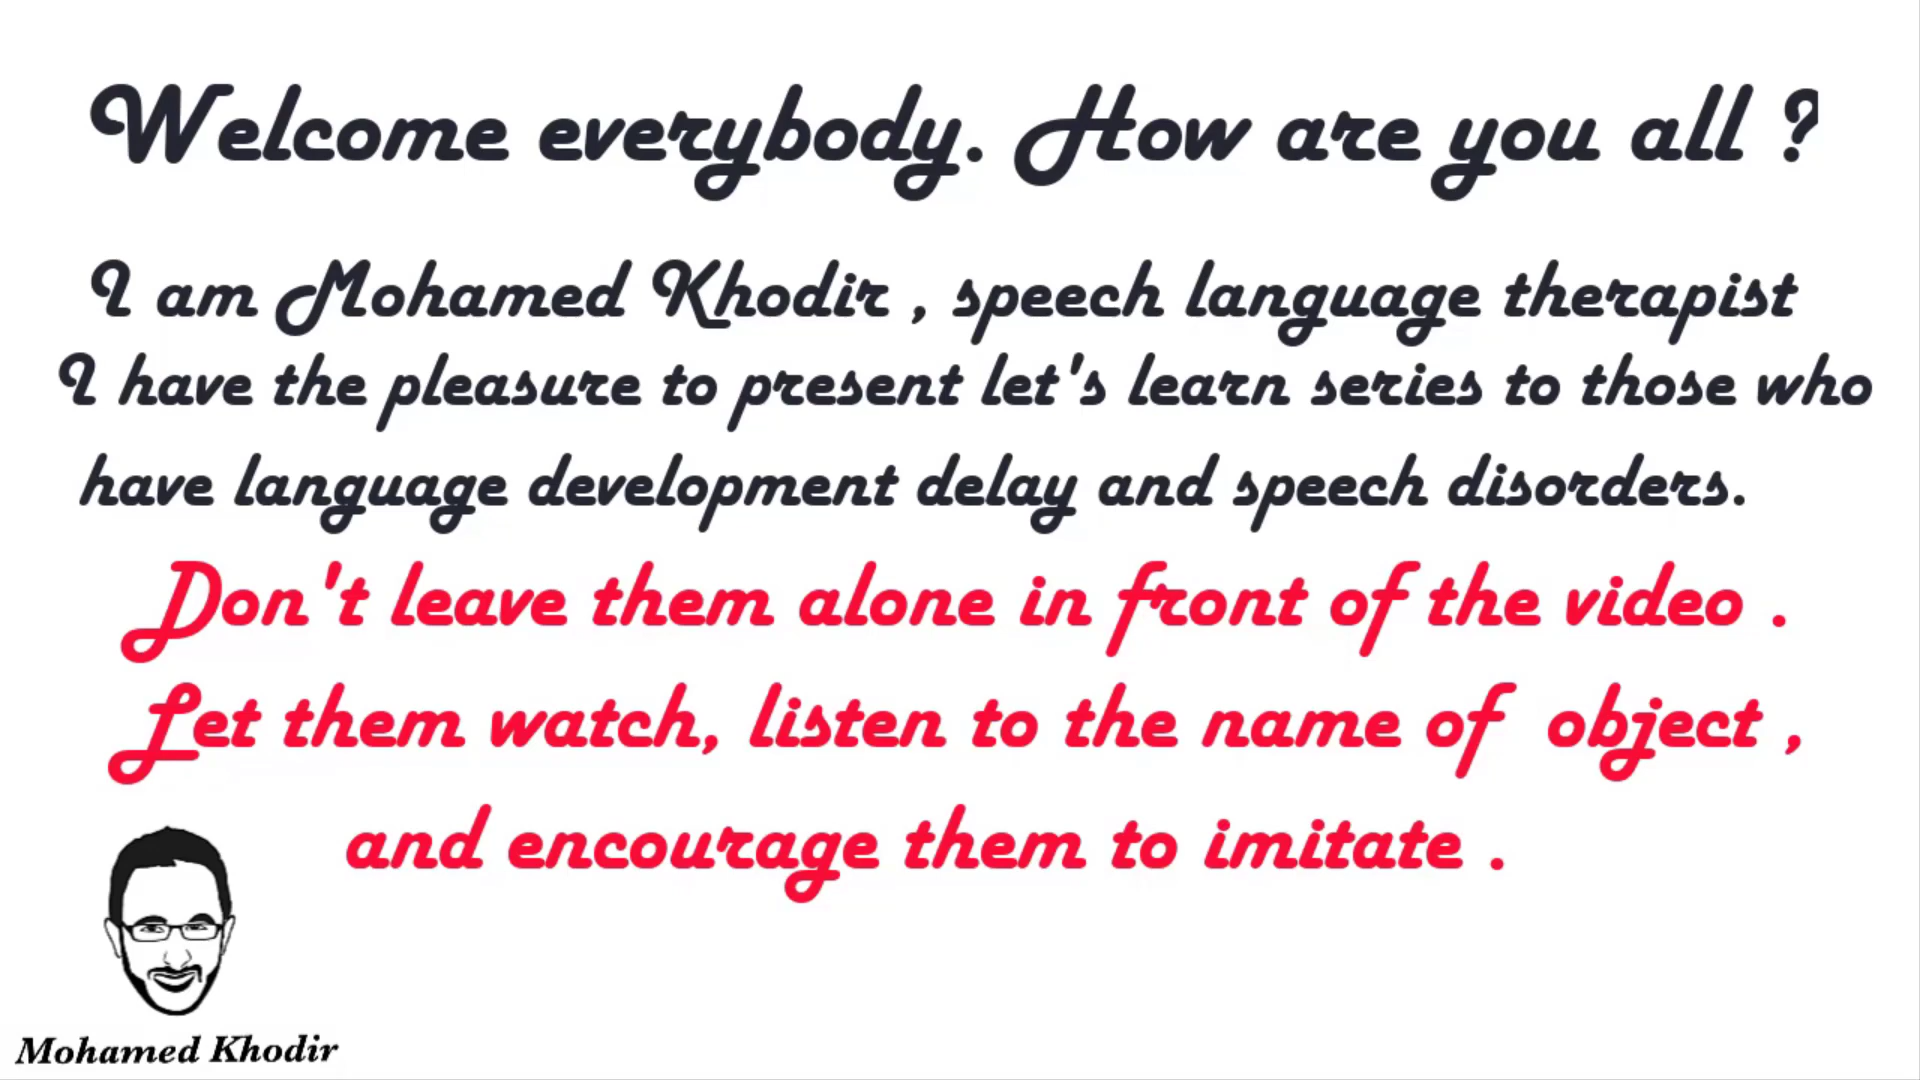 Welcome everybody. How are you all ?
I am Mohamed Khodir , speech language therapist
I have the pleasure to present let's learn series to those who
have language development delay and speech disorders.
Don't leave them alone in front of the video .
Let them watch, listen to the name of object ,
and encourage them to imitate .
Mohamed Khodir